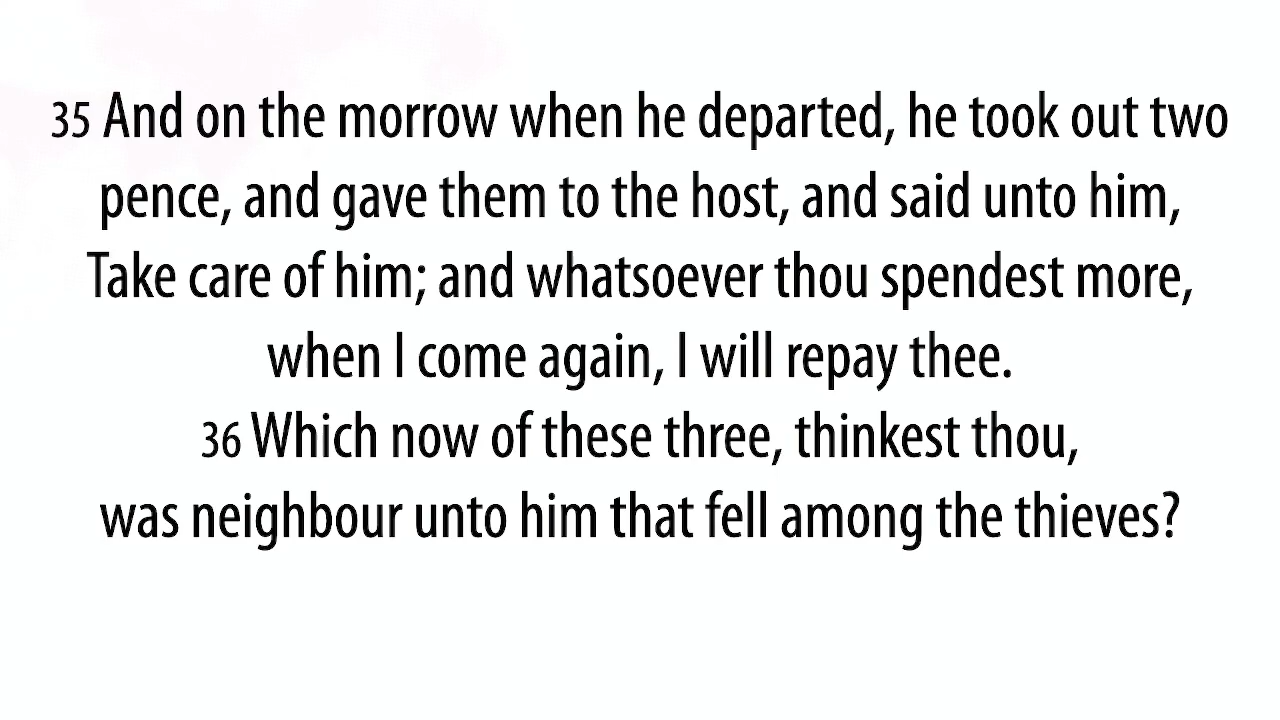 35 And on the morrow when he departed, he took out two
pence, and gave them to the host, and said unto him,
Take care of him; and whatsoever thou spendest more,
when I come again, I will repay thee.
36 Which now of these three, thinkest thou,
was neighbour unto him that fell among the thieves?